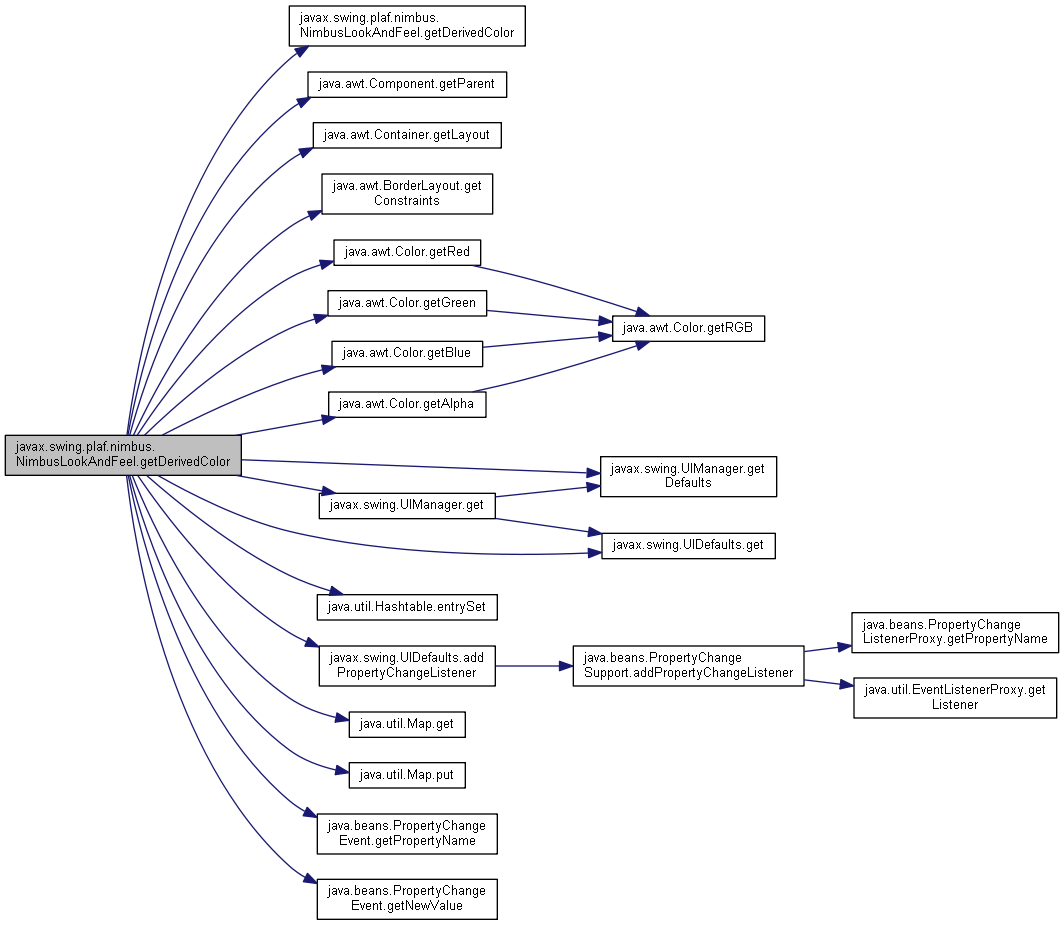 javax.swing.plaf.nimbus.
NimbusLookAndFeel.getDerivedColor
java.awt.Component.getParent
java.awt.Container.getLayout
java.awt.BorderLayout.get
Constraints
java.awt.Color.getRed
java.awt.Color.getGreen
java.awt.Color.getRGB
java.awt.Color.getBlue
java.awt.Color.getAlpha
javax.swing.plaf.nimbus.
NimbusLookAndFeel.getDerivedColor
javax.swing.UIManager.get
Defaults
javax.swing.UIManager.get
javax.swing.UIDefaults.get
java.util.Hashtable.entrySet
javax.swing.UIDefaults.add
PropertyChangeListener
java.beans.PropertyChange
Support.addPropertyChangeListener
java.beans.PropertyChange
ListenerProxy.getPropertyName
java.util.EventListenerProxy.get
Listener
java.util.Map.get
java.util.Map.put
java.beans.PropertyChange
Event.getPropertyName
java.beans.PropertyChange
Event.getNewValue